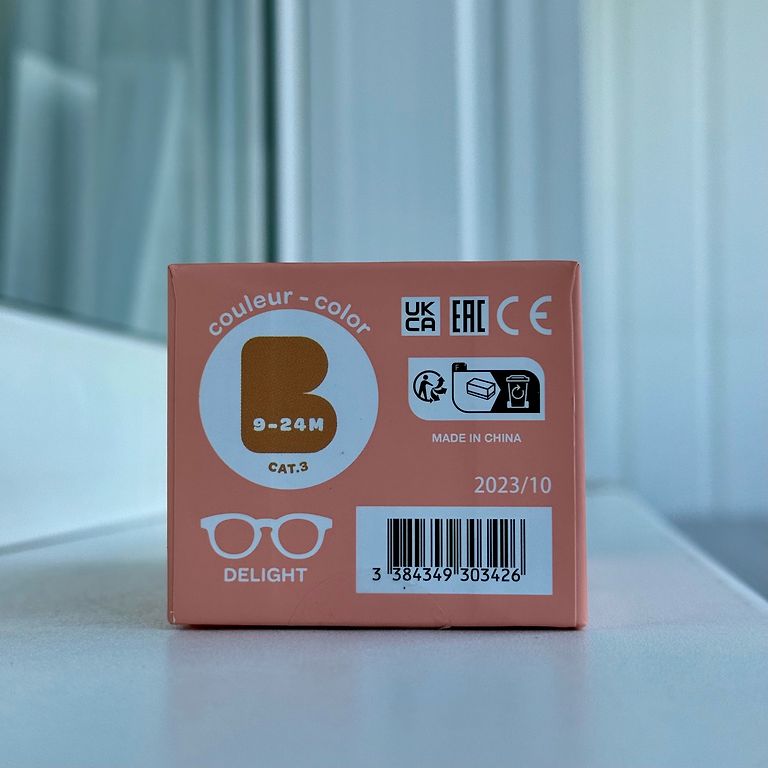 couleur - color
B
9-24M
CAT.3
DELIGHT
UK
CA
EAC
CE
F
MADE IN CHINA
2023/10
3 384349 303426